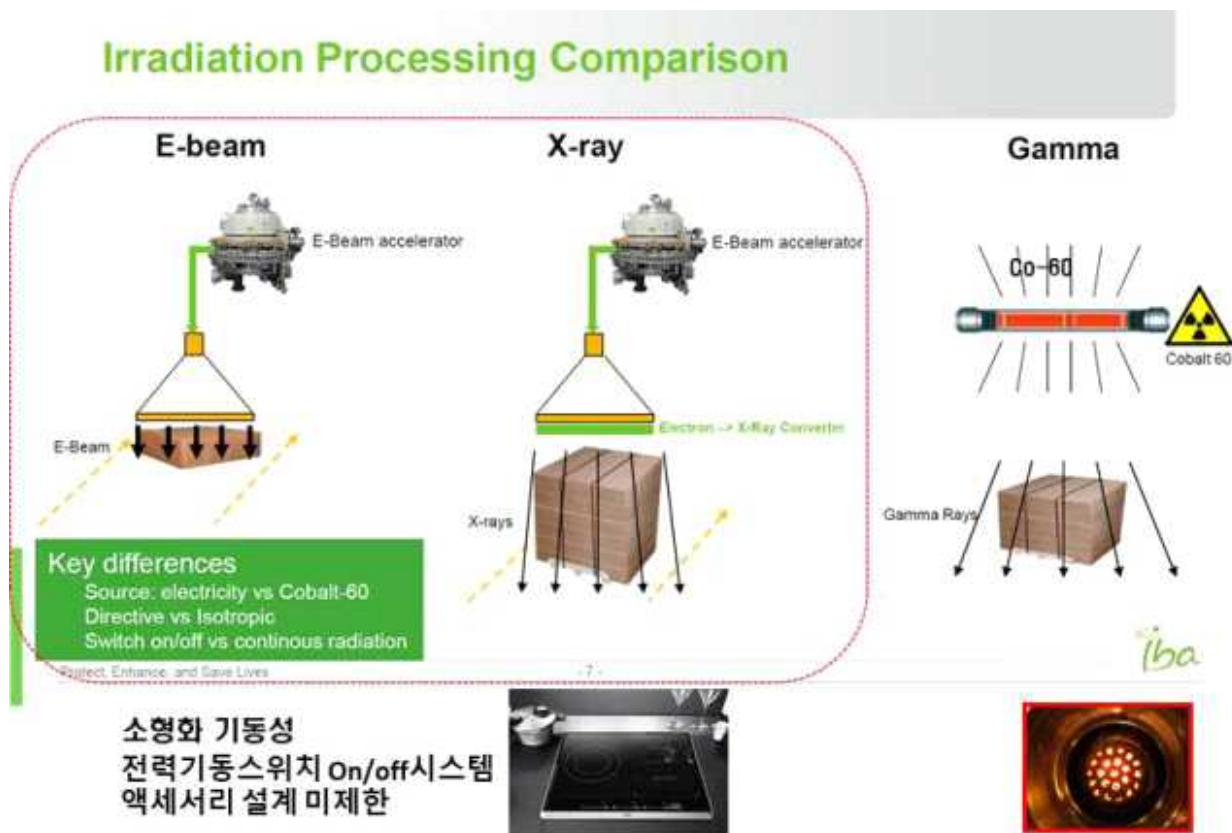 Irradiation Processing Comparison
E-beam
X-ray
Gamma
E-Beam accelerator
E-Beam accelerator
Co-60
Cobalt 60
Electron -> X-Ray Converter
E-Beam
X-rays
Gamma Rays
Key differences
Source: electricity vs Cobalt-60
Directive vs Isotropic
Switch on/off vs continous radiation
iba
Protect, Enhance, and Save Lives
- 7 -
소형화 기동성
전력기동스위치 On/off시스템
액세서리 설계 미제한